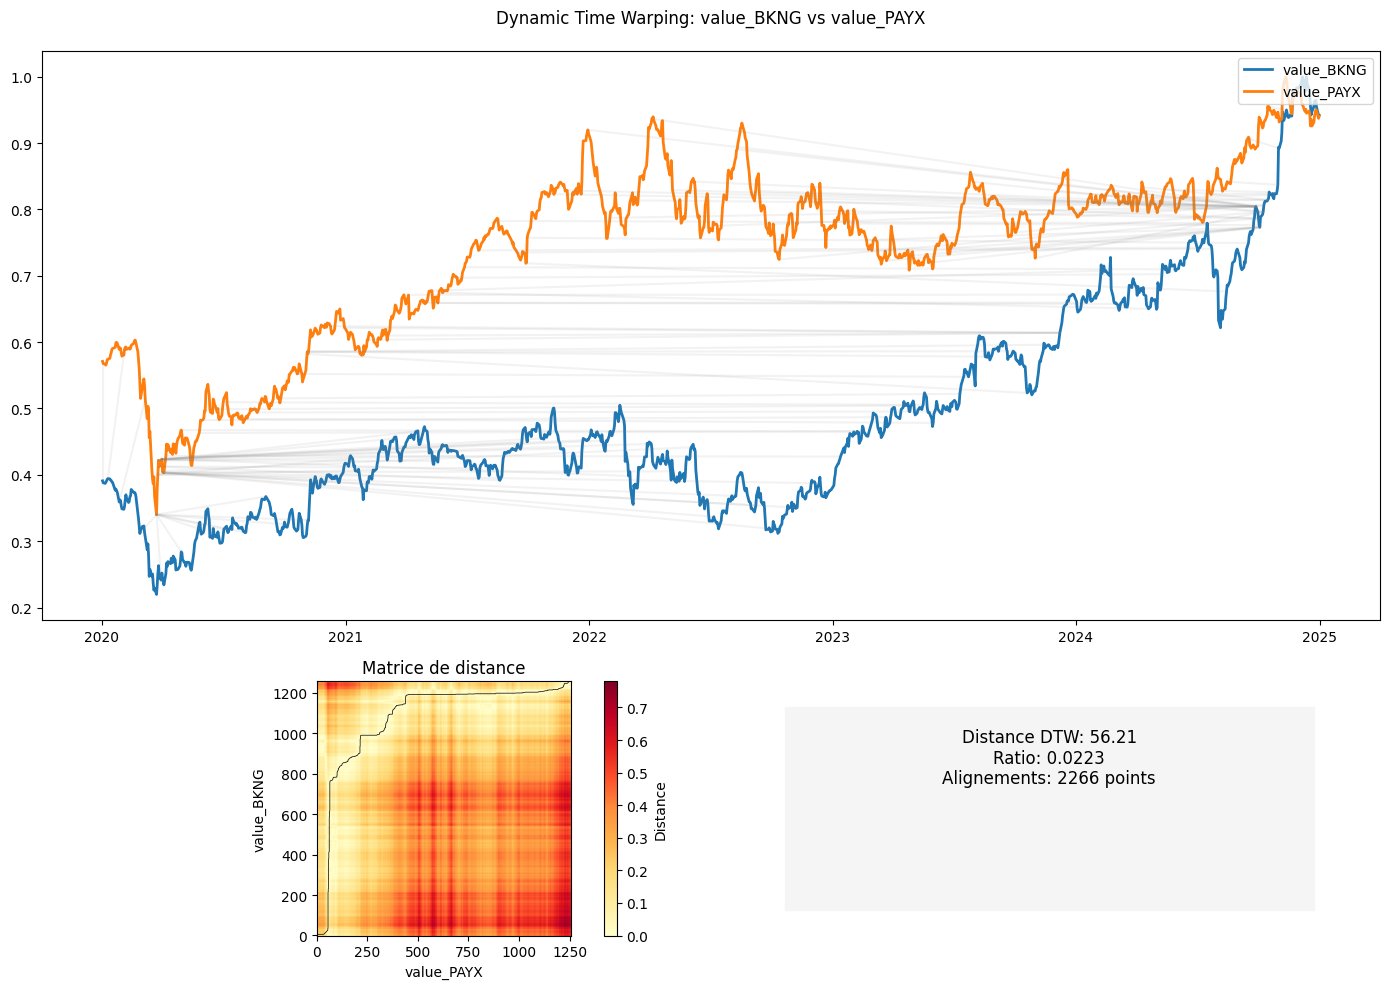 Dynamic Time Warping: value_BKNG vs value_PAYX
value_BKNG
value_PAYX
1.0
0.9
0.8
0.7
0.6
0.5
0.4
0.3
0.2
2020 2021 2022 2023 2024 2025
Matrice de distance
value_BKNG
1200
1000
800
600
400
200
0
0 250 500 750 1000 1250
value_PAYX
0.7
0.6
0.5
0.4
0.3
0.2
0.1
0.0
Distance
Distance DTW: 56.21
Ratio: 0.0223
Alignements: 2266 points